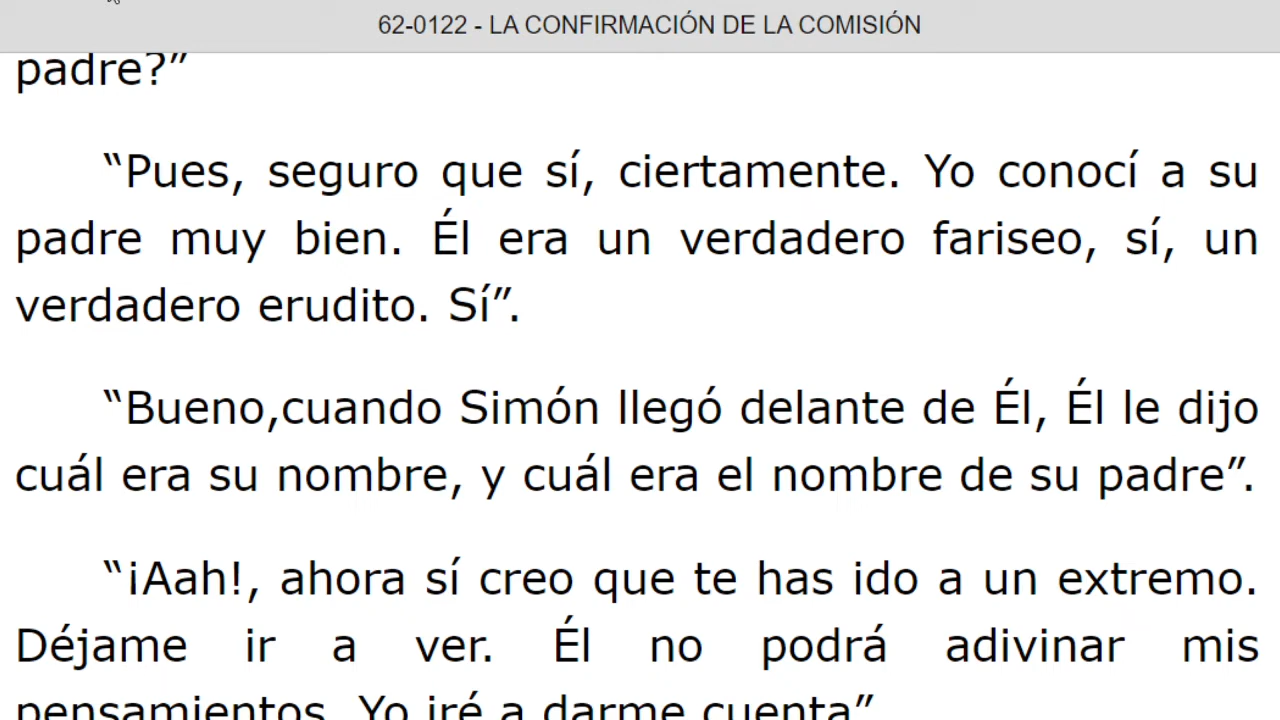 62-0122 - LA CONFIRMACIÓN DE LA COMISIÓN
padre?”
“Pues, seguro que sí, ciertamente. Yo conocí a su
padre muy bien. Él era un verdadero fariseo, sí, un
verdadero erudito. Sí”.
“Bueno,cuando Simón llegó delante de Él, Él le dijo
cuál era su nombre, y cuál era el nombre de su padre”.
“¡Aah!, ahora sí creo que te has ido a un extremo.
Déjame ir a ver. Él no podrá adivinar mis
pensamientos. Yo iré a darme cuenta”